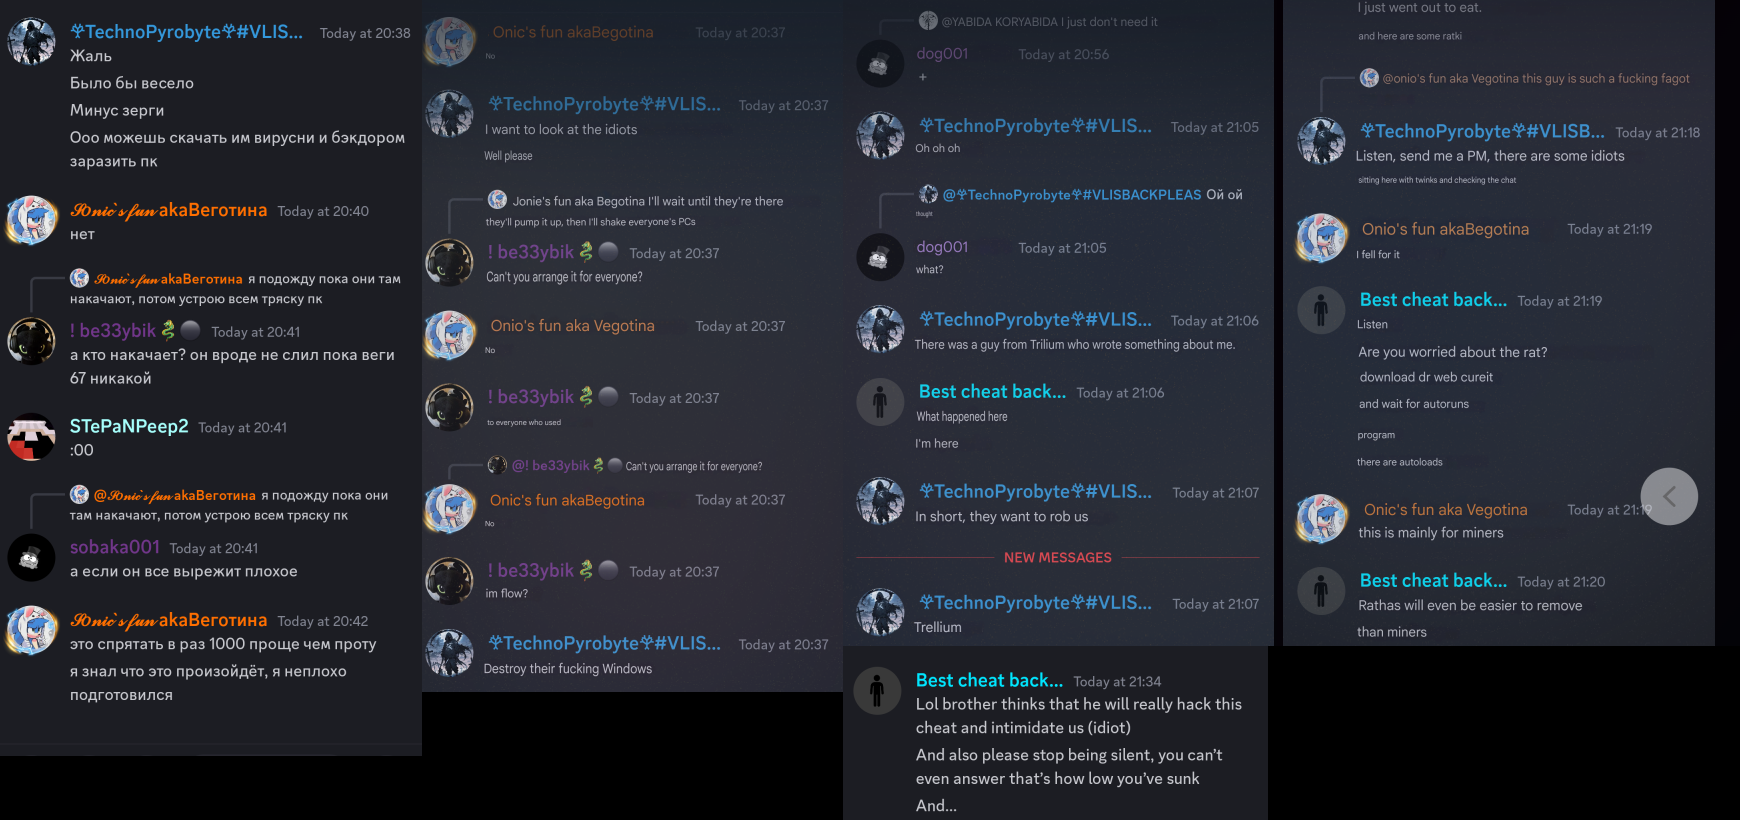 ☥TechnoPyrobyte☥#VLIS... Today at 20:38
Жаль
Было бы весело
Минус зерги
Ооо можешь скачать им вирусни и бэкдором
заразить пк
𝓢𝓸𝓷𝓲𝓬`𝓼 𝓯𝓾𝓷 akaВеготина Today at 20:40
нет
𝓢𝓸𝓷𝓲𝓬`𝓼 𝓯𝓾𝓷 akaВеготина я подожду пока они там
накачают, потом устрою всем тряску пк
! be33ybik🐉 Today at 20:41
а кто накачает? он вроде не слил пока веги
67 никакой
STePaNPeep2 Today at 20:41
:00
@𝓢𝓸𝓷𝓲𝓬`𝓼 𝓯𝓾𝓷 akaВеготина я подожду пока они
там накачают, потом устрою всем тряску пк
sobaka001 Today at 20:41
а если он все вырежит плохое
𝓢𝓸𝓷𝓲𝓬`𝓼 𝓯𝓾𝓷 akaВеготина Today at 20:42
это спрятать в раз 1000 проще чем проту
я знал что это произойдёт, я неплохо
подготовился
Onic's fun akaBegotina Today at 20:37
No
☥TechnoPyrobyte☥#VLIS... Today at 20:37
I want to look at the idiots
Well please
Jonie's fun aka Begotina I'll wait until they're there
they'll pump it up, then I'll shake everyone's PCs
! be33ybik🐉 Today at 20:37
Can't you arrange it for everyone?
Onio's fun aka Vegotina Today at 20:37
No
! be33ybik🐉 Today at 20:37
to everyone who used
@! be33ybik🐉 Can't you arrange it for everyone?
Onic's fun akaBegotina Today at 20:37
No
! be33ybik🐉 Today at 20:37
im flow?
☥TechnoPyrobyte☥#VLIS... Today at 20:37
Destroy their fucking Windows
@YABIDA KORYABIDA I just don't need it
dog001 Today at 20:56
+
☥TechnoPyrobyte☥#VLIS... Today at 21:05
Oh oh oh
@☥TechnoPyrobyte☥#VLISBACKPLEAS Ой ой
thought
dog001 Today at 21:05
what?
☥TechnoPyrobyte☥#VLIS... Today at 21:06
There was a guy from Trilium who wrote something about me.
Best cheat back... Today at 21:06
What happened here
I'm here
☥TechnoPyrobyte☥#VLIS... Today at 21:07
In short, they want to rob us
NEW MESSAGES
☥TechnoPyrobyte☥#VLIS... Today at 21:07
Trellium
Best cheat back... Today at 21:34
Lol brother thinks that he will really hack this
cheat and intimidate us (idiot)
And also please stop being silent, you can't
even answer that's how low you've sunk
And...
I just went out to eat.
and here are some ratki
@onio's fun aka Vegotina this guy is such a fucking fagot
☥TechnoPyrobyte☥#VLISB... Today at 21:18
Listen, send me a PM, there are some idiots
sitting here with twinks and checking the chat
Onio's fun akaBegotina Today at 21:19
I fell for it
Best cheat back... Today at 21:19
Listen
Are you worried about the rat?
download dr web cureit
and wait for autoruns
program
there are autoloads
Onic's fun aka Vegotina Today at 21:19
this is mainly for miners
Best cheat back... Today at 21:20
Rathas will even be easier to remove
than miners